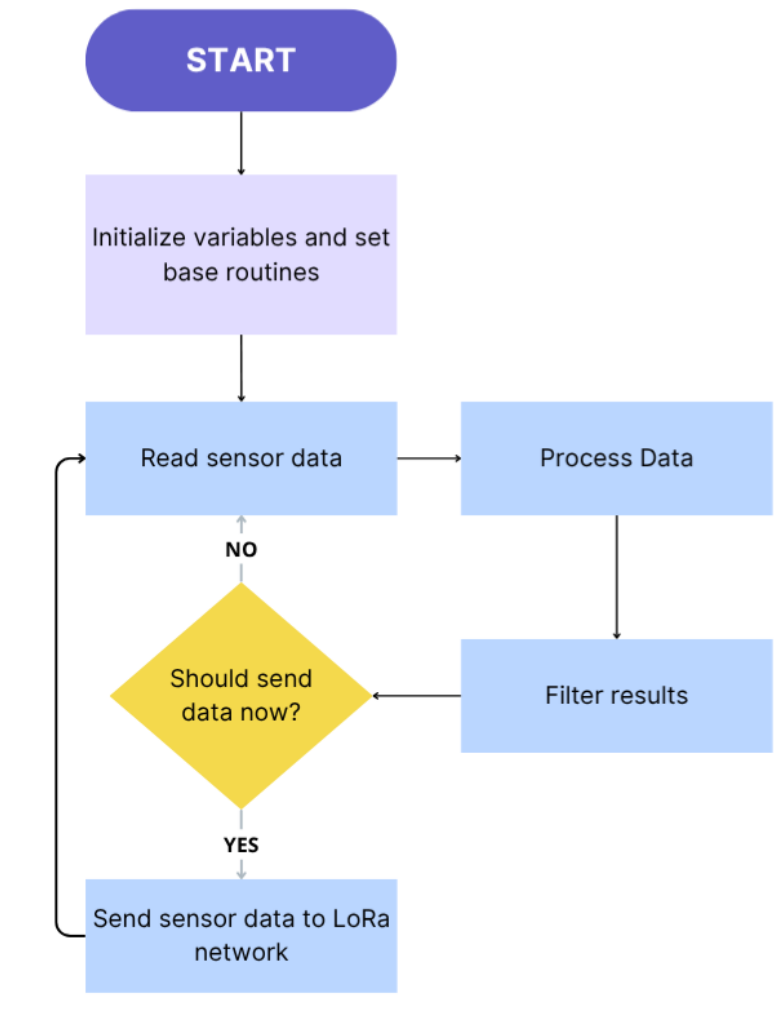 START
Initialize variables and set
base routines
Read sensor data
Process Data
NO
Should send
data now?
Filter results
YES
Send sensor data to LoRa
network